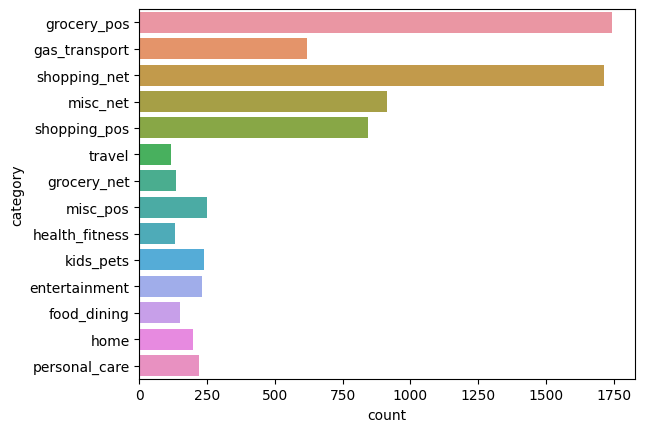 grocery_pos
gas_transport
shopping_net
misc_net
shopping_pos
travel
grocery_net
misc_pos
health_fitness
kids_pets
entertainment
food_dining
home
personal_care
category
0 250 500 750 1000 1250 1500 1750
count